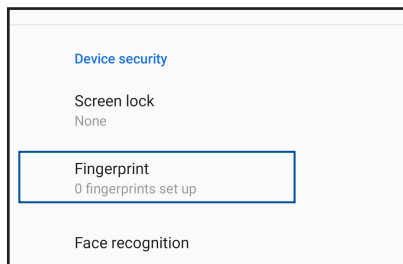 Device security
Screen lock
None
Fingerprint
0 fingerprints set up
Face recognition